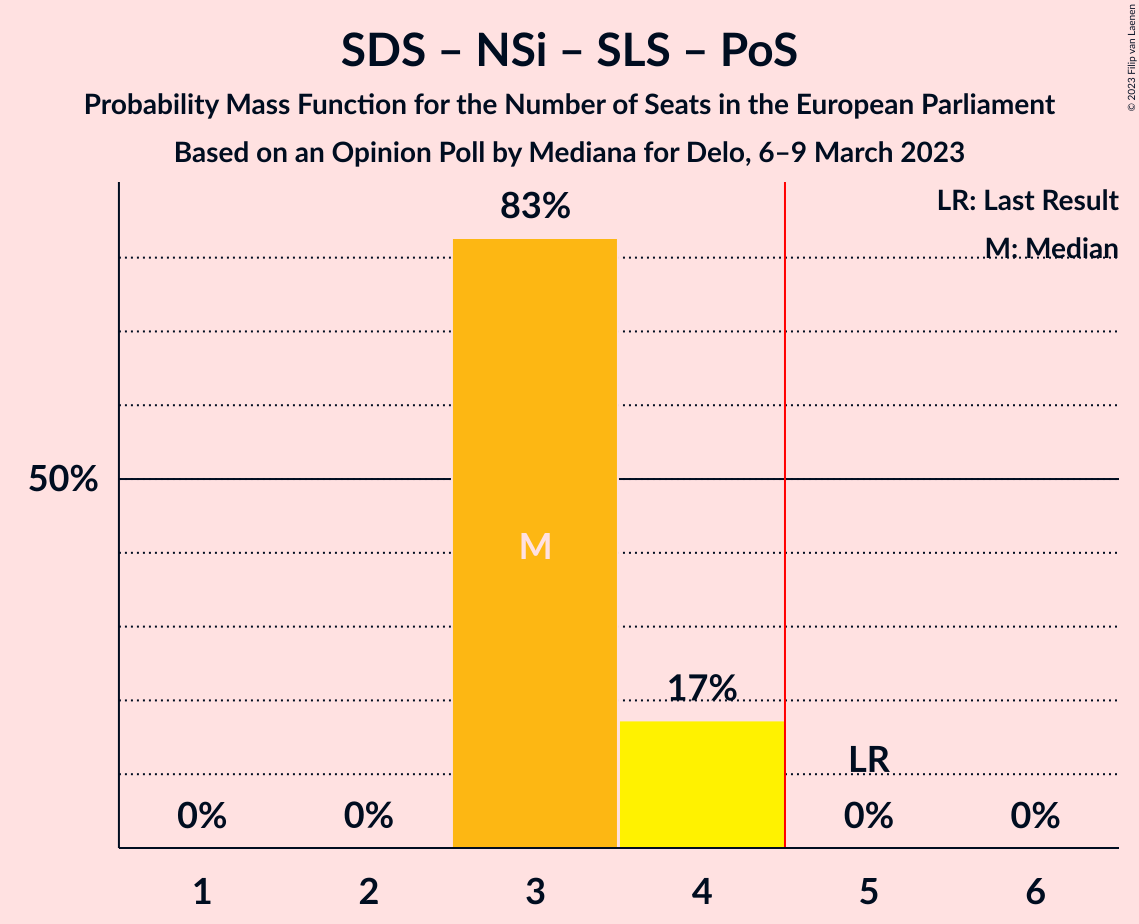 SDS – NSi – SLS – PoS
Probability Mass Function for the Number of Seats in the European Parliament
Based on an Opinion Poll by Mediana for Delo, 6–9 March 2023
© 2023 Filip van Laenen
LR: Last Result
M: Median
83%
50%
M
17%
LR
0% 0% 0% 0%
1 2 3 4 5 6